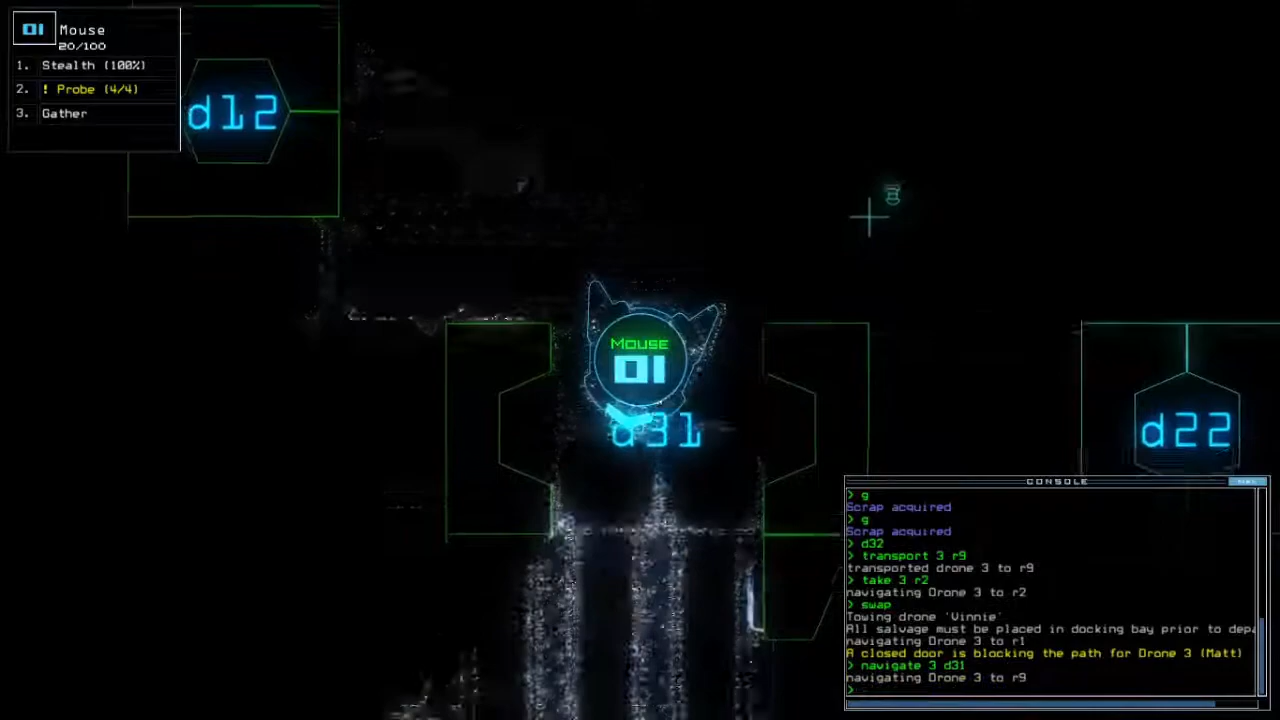 01 Mouse
20/100
1. Stealth (100%)
2. ! Probe (4/4)
3. Gather
d12
Mouse
01
d31
d22
CONSOLE
> g
Scrap acquired
> g
Scrap acquired
> d32
> transport 3 r9
transported drone 3 to r9
> take 3 r2
navigating Drone 3 to r2
> swap
Towing drone 'Vinnie'
All salvage must be placed in docking bay prior to depa
navigating Drone 3 to r1
A closed door is blocking the path for Drone 3 (Matt)
> navigate 3 d31
navigating Drone 3 to r9
>